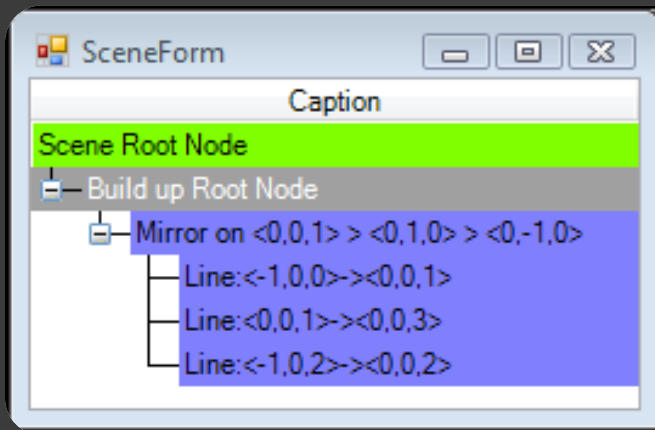 SceneForm
Caption
Scene Root Node
Build up Root Node
Mirror on <0,0,1> > <0,1,0> > <0,-1,0>
Line:<-1,0,0>-><0,0,1>
Line:<0,0,1>-><0,0,3>
Line:<-1,0,2>-><0,0,2>